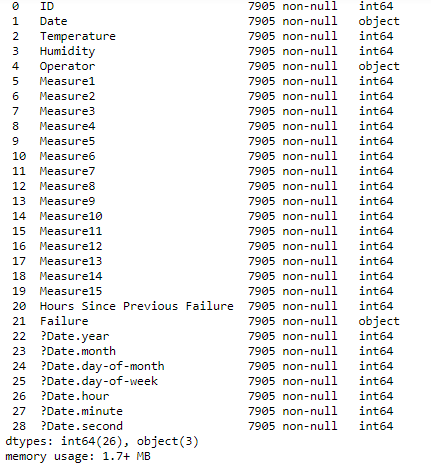 0 ID 7905 non-null int64
1 Date 7905 non-null object
2 Temperature 7905 non-null int64
3 Humidity 7905 non-null int64
4 Operator 7905 non-null object
5 Measure1 7905 non-null int64
6 Measure2 7905 non-null int64
7 Measure3 7905 non-null int64
8 Measure4 7905 non-null int64
9 Measure5 7905 non-null int64
10 Measure6 7905 non-null int64
11 Measure7 7905 non-null int64
12 Measure8 7905 non-null int64
13 Measure9 7905 non-null int64
14 Measure10 7905 non-null int64
15 Measure11 7905 non-null int64
16 Measure12 7905 non-null int64
17 Measure13 7905 non-null int64
18 Measure14 7905 non-null int64
19 Measure15 7905 non-null int64
20 Hours Since Previous Failure 7905 non-null int64
21 Failure 7905 non-null object
22 ?Date.year 7905 non-null int64
23 ?Date.month 7905 non-null int64
24 ?Date.day-of-month 7905 non-null int64
25 ?Date.day-of-week 7905 non-null int64
26 ?Date.hour 7905 non-null int64
27 ?Date.minute 7905 non-null int64
28 ?Date.second 7905 non-null int64
dtypes: int64(26), object(3)
memory usage: 1.7+ MB